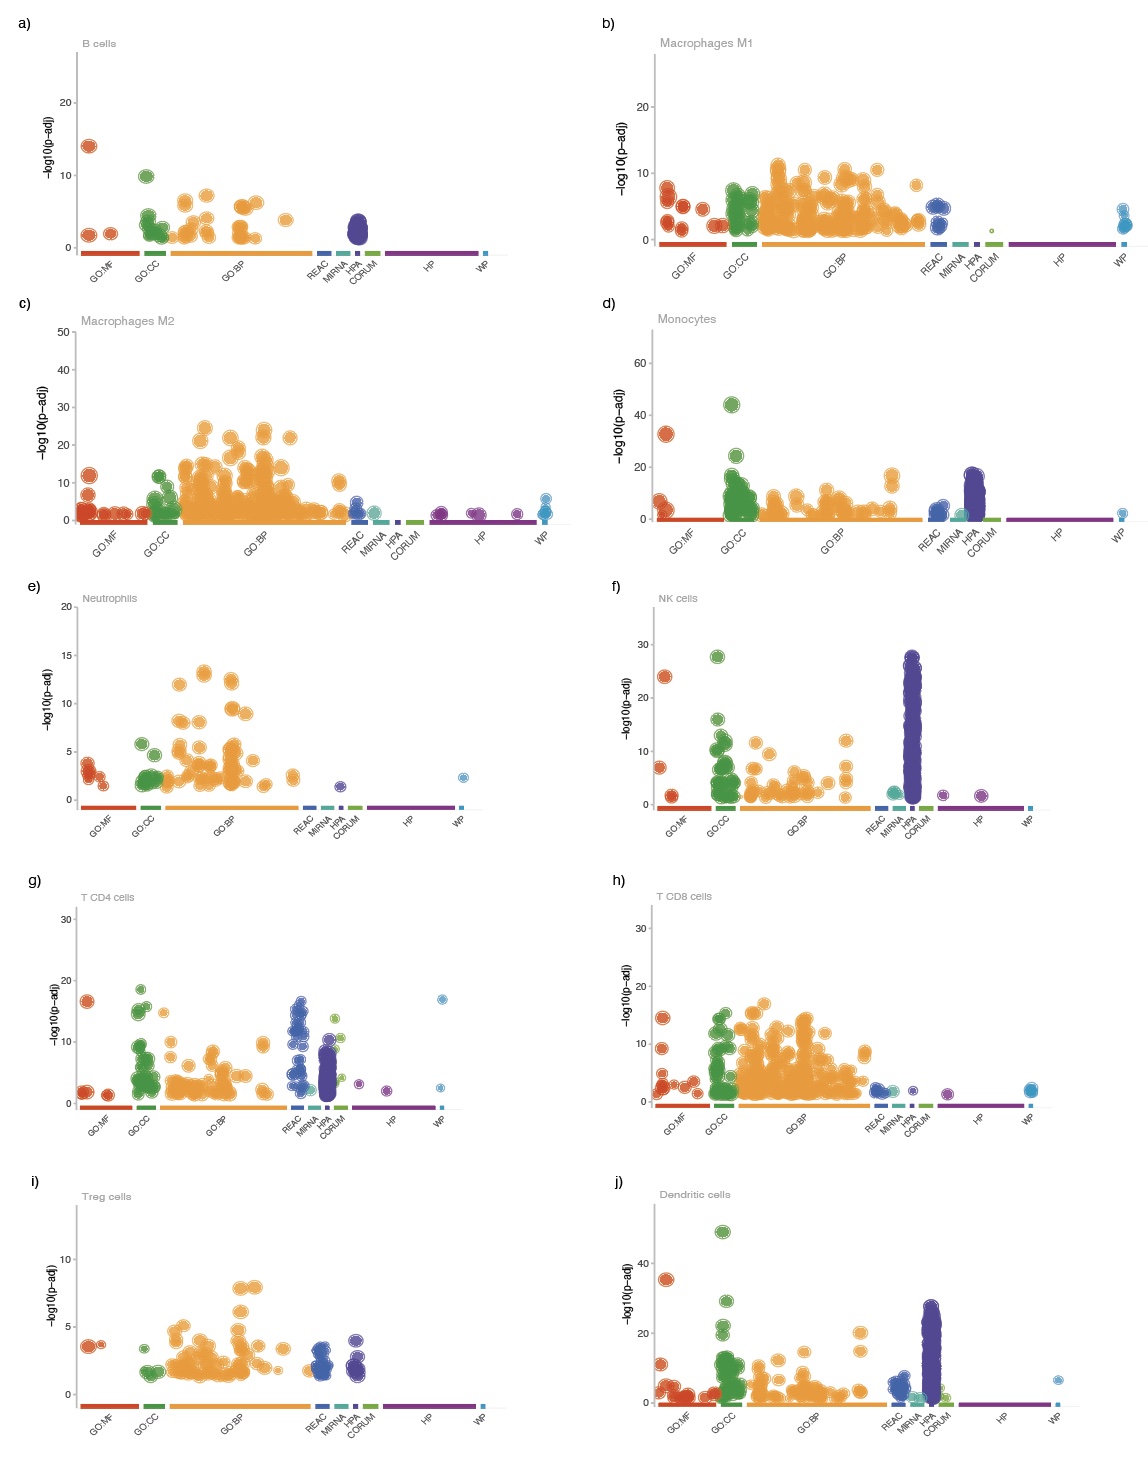 a)
B cells
−log10(p−adj)
20
10
0
GO:MF
GO:CC
GO:BP
REAC
MIRNA
HPA
CORUM
HP
WP
b)
Macrophages M1
−log10(p−adj)
20
10
0
GO:MF
GO:CC
GO:BP
REAC
MIRNA
HPA
CORUM
HP
WP
c)
Macrophages M2
−log10(p−adj)
50
40
30
20
10
0
GO:MF
GO:CC
GO:BP
REAC
MIRNA
HPA
CORUM
HP
WP
d)
Monocytes
−log10(p−adj)
60
40
20
0
GO:MF
GO:CC
GO:BP
REAC
MIRNA
HPA
CORUM
HP
WP
e)
Neutrophils
−log10(p−adj)
20
15
10
5
0
GO:MF
GO:CC
GO:BP
REAC
MIRNA
HPA
CORUM
HP
WP
f)
NK cells
−log10(p−adj)
30
20
10
0
GO:MF
GO:CC
GO:BP
REAC
MIRNA
HPA
CORUM
HP
WP
g)
T CD4 cells
−log10(p−adj)
30
20
10
0
GO:MF
GO:CC
GO:BP
REAC
MIRNA
HPA
CORUM
HP
WP
h)
T CD8 cells
−log10(p−adj)
30
20
10
0
GO:MF
GO:CC
GO:BP
REAC
MIRNA
HPA
CORUM
HP
WP
i)
Treg cells
−log10(p−adj)
10
5
0
GO:MF
GO:CC
GO:BP
REAC
MIRNA
HPA
CORUM
HP
WP
j)
Dendritic cells
−log10(p−adj)
40
20
0
GO:MF
GO:CC
GO:BP
REAC
MIRNA
HPA
CORUM
HP
WP